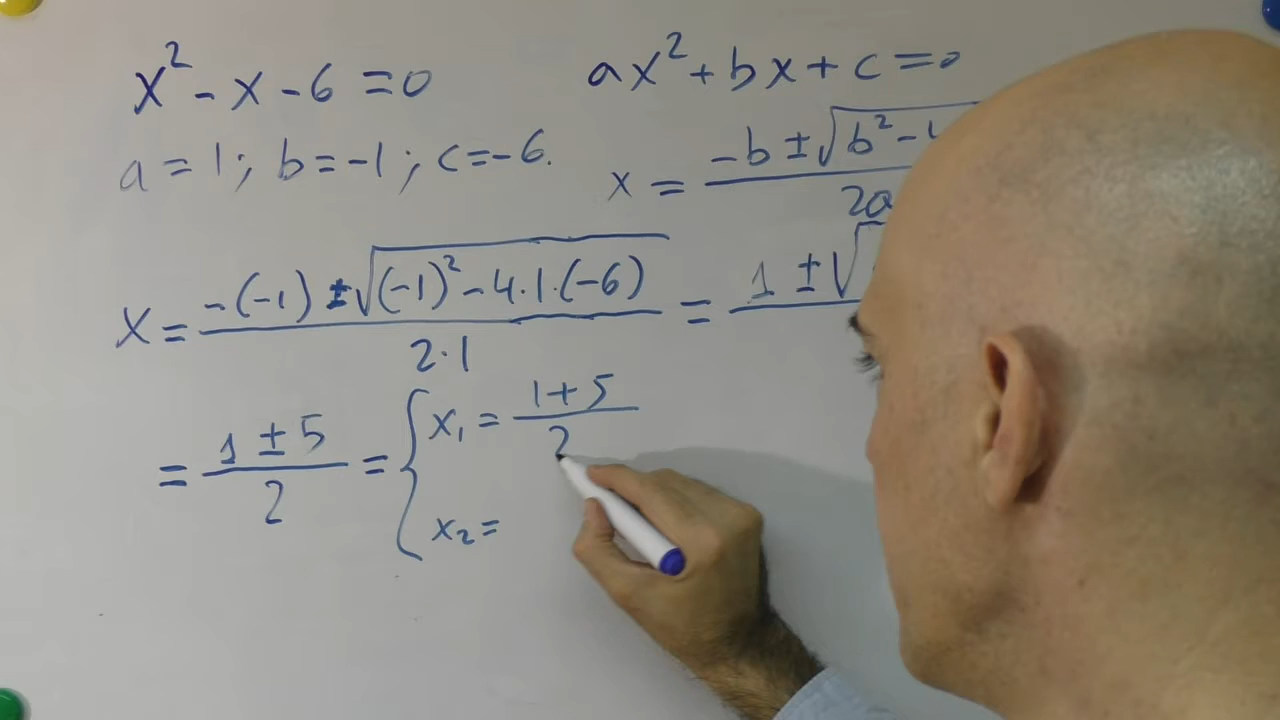 x² - x - 6 = 0
ax² + bx + c = 0
a = 1; b = -1; c = -6.
x = (-b ± √(b² -
2a
x = (-(-1) ± √((-1)² - 4·1·(-6))) / (2·1) = 1 ± √
= (1 ± 5) / 2 = { x₁ = (1 + 5) / 2
x₂ =